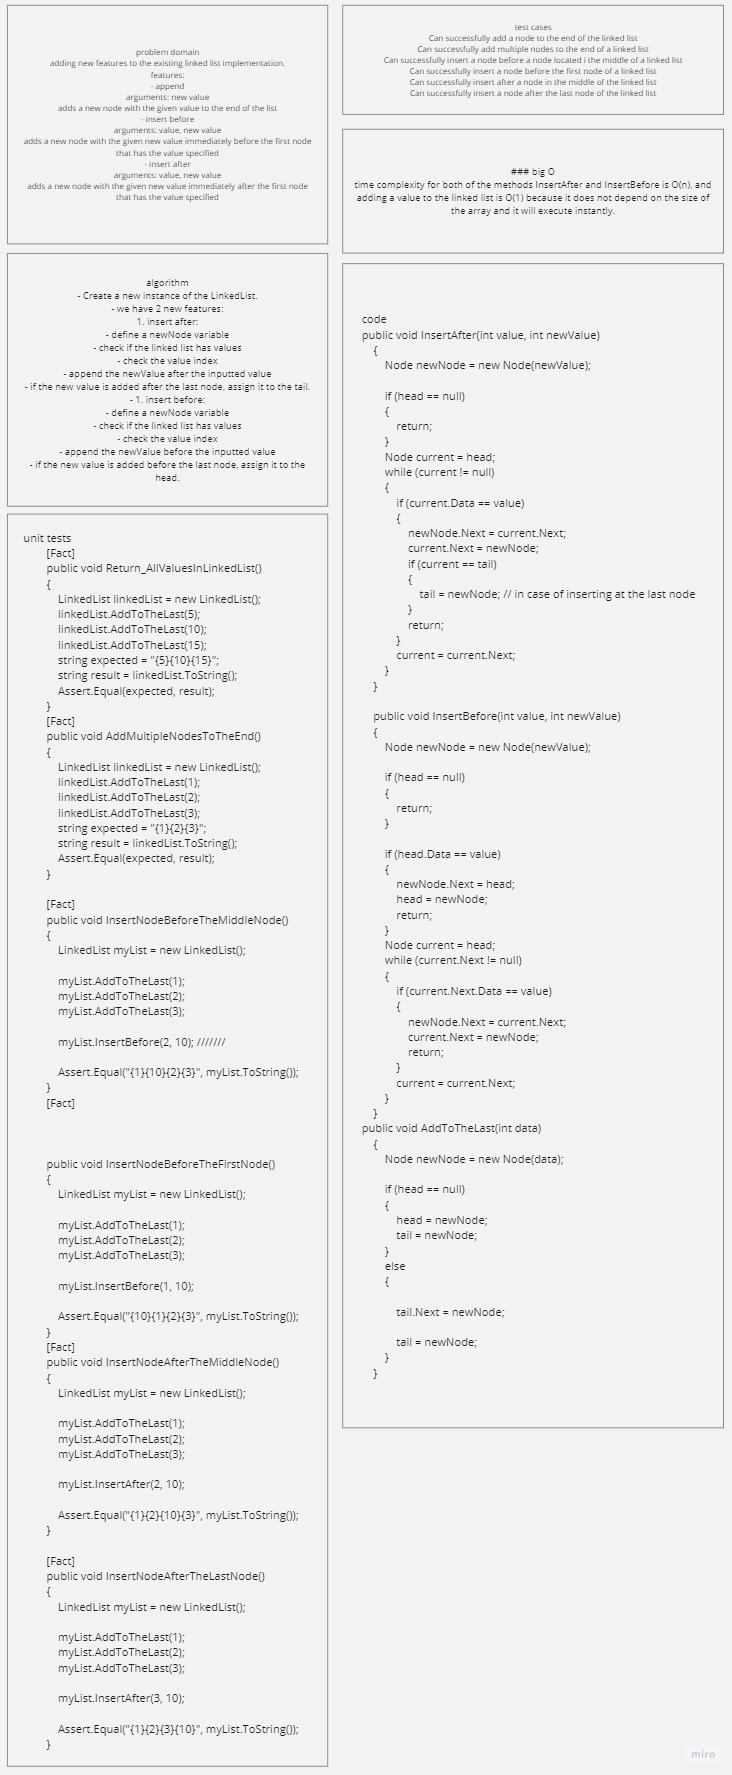 problem domain
adding new features to the existing linked list implementation.
features:
- append
arguments: new value
adds a new node with the given value to the end of the list
- insert before
arguments: value, new value
adds a new node with the given new value immediately before the first node
that has the value specified
- insert after
arguments: value, new value
adds a new node with the given new value immediately after the first node
that has the value specified
algorithm
- Create a new instance of the LinkedList.
- we have 2 new features:
1. insert after:
- define a newNode variable
- check if the linked list has values
- check the value index
- append the newValue after the inputted value
- if the new value is added after the last node, assign it to the tail.
- 1. insert before:
- define a newNode variable
- check if the linked list has values
- check the value index
- append the newValue before the inputted value
- if the new value is added before the last node, assign it to the
head.
unit tests
[Fact]
public void Return_AllValuesInLinkedList()
{
LinkedList linkedList = new LinkedList();
linkedList.AddToTheLast(5);
linkedList.AddToTheLast(10);
linkedList.AddToTheLast(15);
string expected = "{5}{10}{15}";
string result = linkedList.ToString();
Assert.Equal(expected, result);
}
[Fact]
public void AddMultipleNodesToTheEnd()
{
LinkedList linkedList = new LinkedList();
linkedList.AddToTheLast(1);
linkedList.AddToTheLast(2);
linkedList.AddToTheLast(3);
string expected = "{1}{2}{3}";
string result = linkedList.ToString();
Assert.Equal(expected, result);
}
[Fact]
public void InsertNodeBeforeTheMiddleNode()
{
LinkedList myList = new LinkedList();
myList.AddToTheLast(1);
myList.AddToTheLast(2);
myList.AddToTheLast(3);
myList.InsertBefore(2, 10); ///////
Assert.Equal("{1}{10}{2}{3}", myList.ToString());
}
[Fact]
public void InsertNodeBeforeTheFirstNode()
{
LinkedList myList = new LinkedList();
myList.AddToTheLast(1);
myList.AddToTheLast(2);
myList.AddToTheLast(3);
myList.InsertBefore(1, 10);
Assert.Equal("{10}{1}{2}{3}", myList.ToString());
}
[Fact]
public void InsertNodeAfterTheMiddleNode()
{
LinkedList myList = new LinkedList();
myList.AddToTheLast(1);
myList.AddToTheLast(2);
myList.AddToTheLast(3);
myList.InsertAfter(2, 10);
Assert.Equal("{1}{2}{10}{3}", myList.ToString());
}
[Fact]
public void InsertNodeAfterTheLastNode()
{
LinkedList myList = new LinkedList();
myList.AddToTheLast(1);
myList.AddToTheLast(2);
myList.AddToTheLast(3);
myList.InsertAfter(3, 10);
Assert.Equal("{1}{2}{3}{10}", myList.ToString());
}
test cases
Can successfully add a node to the end of the linked list
Can successfully add multiple nodes to the end of a linked list
Can successfully insert a node before a node located i the middle of a linked list
Can successfully insert a node before the first node of a linked list
Can successfully insert after a node in the middle of the linked list
Can successfully insert a node after the last node of the linked list
### big O
time complexity for both of the methods InsertAfter and InsertBefore is O(n), and
adding a value to the linked list is O(1) because it does not depend on the size of
the array and it will execute instantly.
code
public void InsertAfter(int value, int newValue)
{
Node newNode = new Node(newValue);
if (head == null)
{
return;
}
Node current = head;
while (current != null)
{
if (current.Data == value)
{
newNode.Next = current.Next;
current.Next = newNode;
if (current == tail)
{
tail = newNode; // in case of inserting at the last node
}
return;
}
current = current.Next;
}
}
public void InsertBefore(int value, int newValue)
{
Node newNode = new Node(newValue);
if (head == null)
{
return;
}
if (head.Data == value)
{
newNode.Next = head;
head = newNode;
return;
}
Node current = head;
while (current.Next != null)
{
if (current.Next.Data == value)
{
newNode.Next = current.Next;
current.Next = newNode;
return;
}
current = current.Next;
}
}
public void AddToTheLast(int data)
{
Node newNode = new Node(data);
if (head == null)
{
head = newNode;
tail = newNode;
}
else
{
tail.Next = newNode;
tail = newNode;
}
}
miro